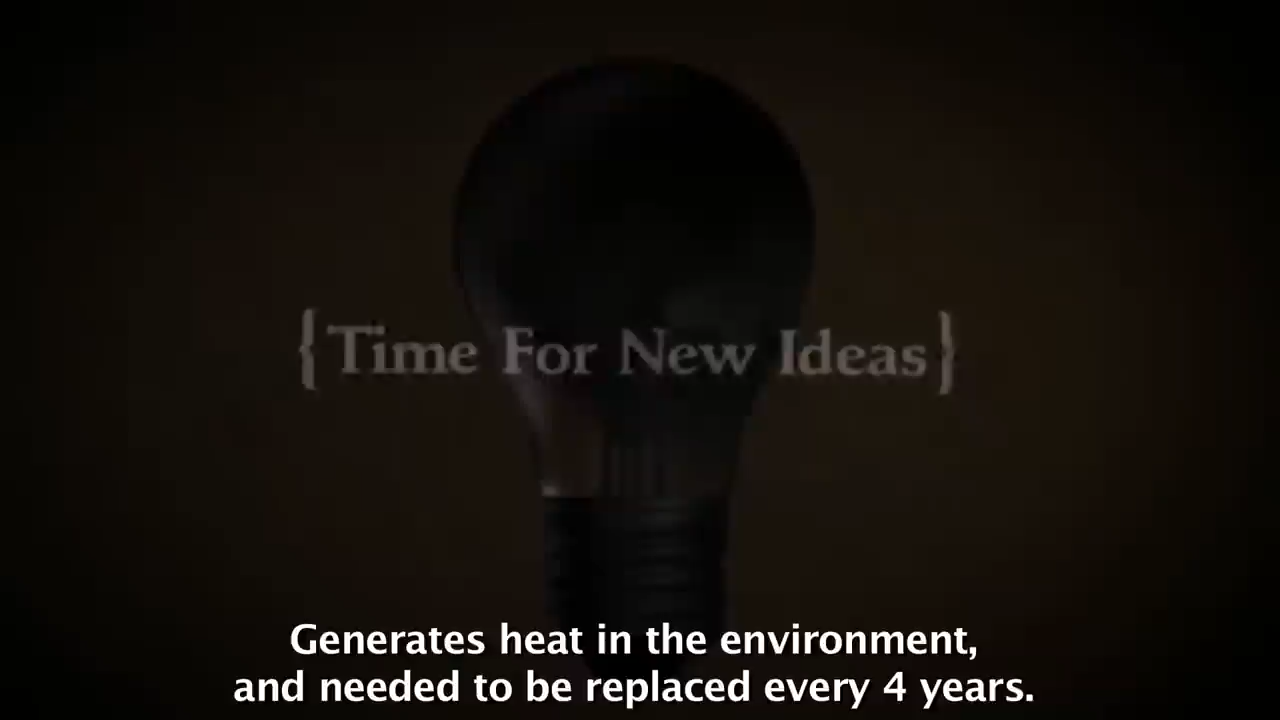 {Time For New Ideas}
Generates heat in the environment,
and needed to be replaced every 4 years.